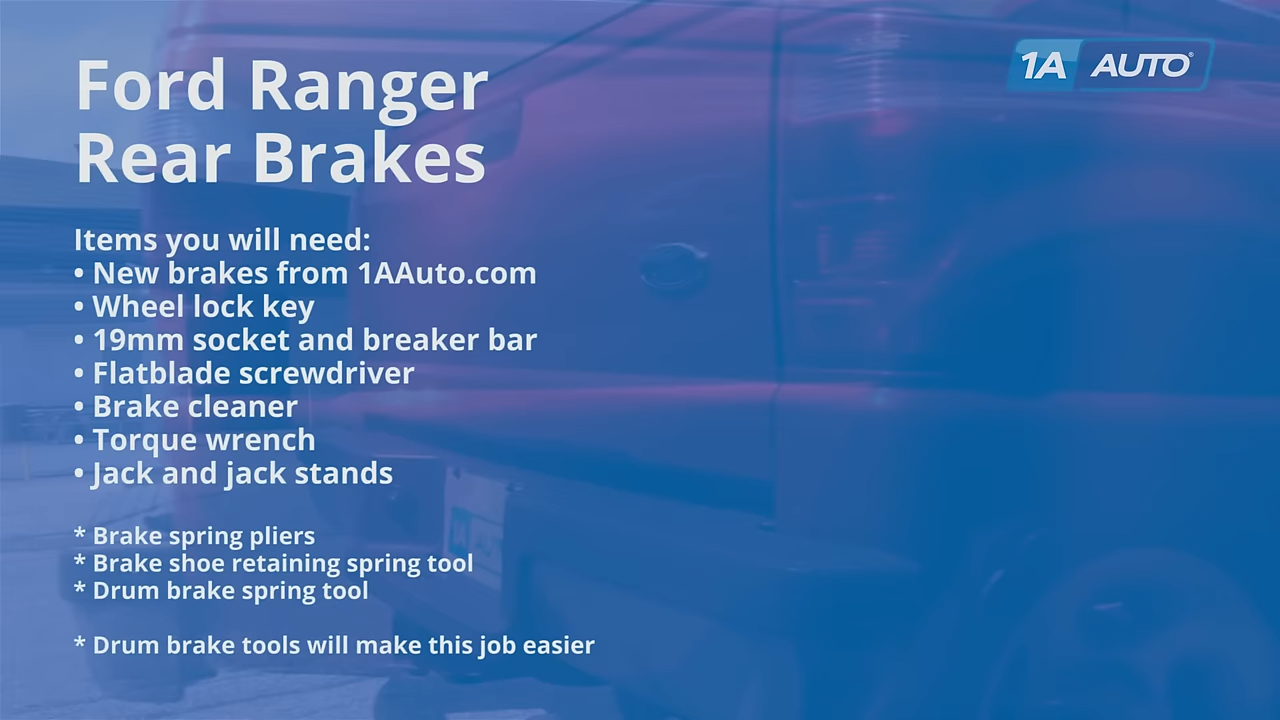 Ford Ranger
Rear Brakes
1A AUTO®
Items you will need:
• New brakes from 1AAuto.com
• Wheel lock key
• 19mm socket and breaker bar
• Flatblade screwdriver
• Brake cleaner
• Torque wrench
• Jack and jack stands
* Brake spring pliers
* Brake shoe retaining spring tool
* Drum brake spring tool
* Drum brake tools will make this job easier